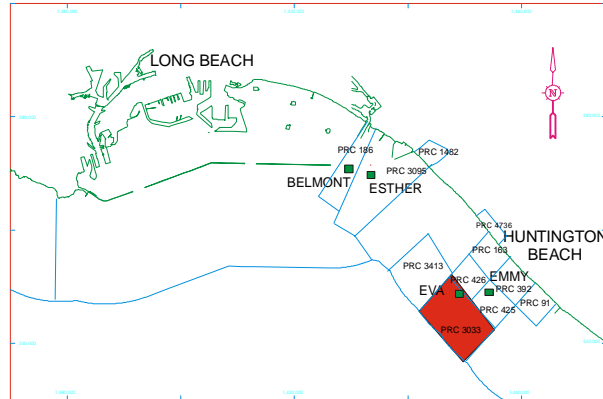 LONG BEACH
N
PRC 186
PRC 1482
PRC 3095
BELMONT
ESTHER
PRC 4736
HUNTINGTON
BEACH
PRC 163
PRC 3413
PRC 426
EMMY
EVA
PRC 392
PRC 91
PRC 425
PRC 3033